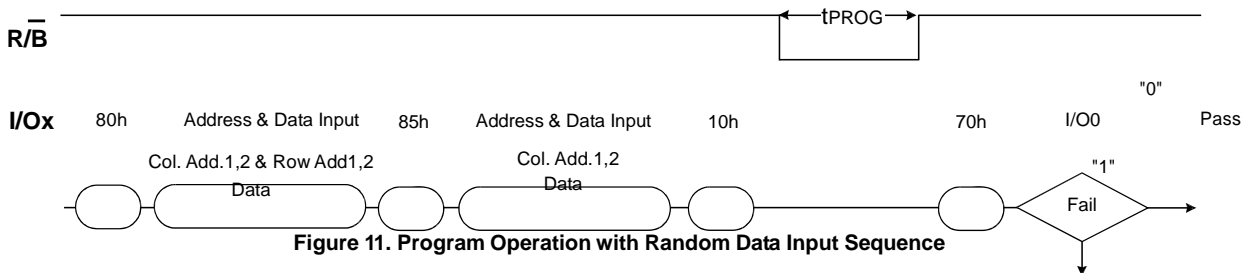 tPROG
R/B
"0"
I/Ox 80h Address & Data Input 85h Address & Data Input 10h 70h I/O0 Pass
Col. Add.1,2 & Row Add1,2 Col. Add.1,2
Data Data "1"
Fail
Figure 11. Program Operation with Random Data Input Sequence